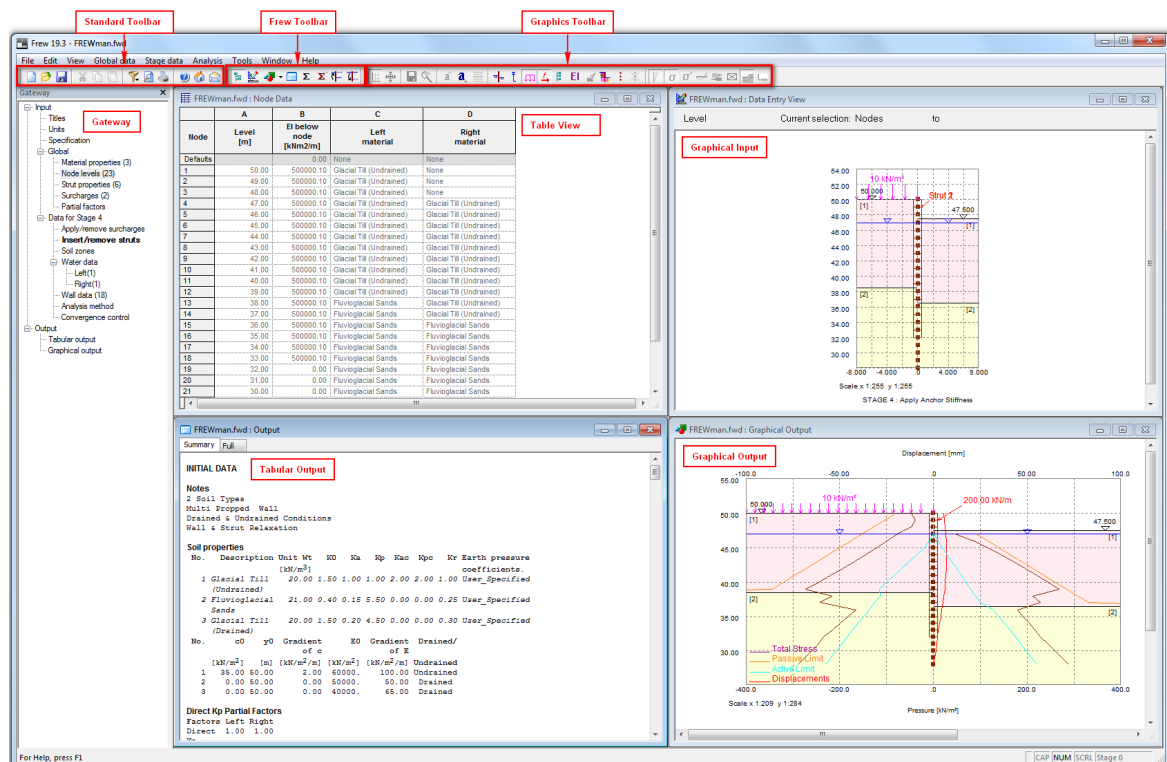 Standard Toolbar
Frew Toolbar
Graphics Toolbar
Frew 19.3 - FREWman.fwd
File Edit View Global data Stage data Analysis Tools Window Help
Gateway
Input
Titles
Units
Specification
Global
Material properties (3)
Node levels (23)
Strut properties (6)
Surcharges (2)
Partial factors
Data for Stage 4
Apply/remove surcharges
Insert/remove struts
Soil zones
Water data
Left(1)
Right(1)
Wall data (18)
Analysis method
Convergence control
Output
Tabular output
Graphical output
Gateway
FREWman.fwd : Node Data
Table View
A B C D
Node Level [m] EI below node [kNm2/m] Left material Right material
Defaults 0.00 None None
1 50.00 500000.10 Glacial Till (Undrained) None
2 49.00 500000.10 Glacial Till (Undrained) None
3 48.00 500000.10 Glacial Till (Undrained) None
4 47.00 500000.10 Glacial Till (Undrained) Glacial Till (Undrained)
5 46.00 500000.10 Glacial Till (Undrained) Glacial Till (Undrained)
6 45.00 500000.10 Glacial Till (Undrained) Glacial Till (Undrained)
7 44.00 500000.10 Glacial Till (Undrained) Glacial Till (Undrained)
8 43.00 500000.10 Glacial Till (Undrained) Glacial Till (Undrained)
9 42.00 500000.10 Glacial Till (Undrained) Glacial Till (Undrained)
10 41.00 500000.10 Glacial Till (Undrained) Glacial Till (Undrained)
11 40.00 500000.10 Glacial Till (Undrained) Glacial Till (Undrained)
12 39.00 500000.10 Glacial Till (Undrained) Glacial Till (Undrained)
13 38.00 500000.10 Fluvioglacial Sands Glacial Till (Undrained)
14 37.00 500000.10 Fluvioglacial Sands Glacial Till (Undrained)
15 36.00 500000.10 Fluvioglacial Sands Fluvioglacial Sands
16 35.00 500000.10 Fluvioglacial Sands Fluvioglacial Sands
17 34.00 500000.10 Fluvioglacial Sands Fluvioglacial Sands
18 33.00 500000.10 Fluvioglacial Sands Fluvioglacial Sands
19 32.00 0.00 Fluvioglacial Sands Fluvioglacial Sands
20 31.00 0.00 Fluvioglacial Sands Fluvioglacial Sands
21 30.00 0.00 Fluvioglacial Sands Fluvioglacial Sands
FREWman.fwd : Data Entry View
Level Current selection: Nodes to
Graphical Input
54.00
52.00
50.00
48.00
46.00
44.00
42.00
40.00
38.00
36.00
34.00
32.00
30.00
10 kN/m²
50.000
Strut 2
47.500
[1]
[1]
[2]
[2]
-8.000 -4.000 .0 4.000 8.000
Scale x 1:255 y 1:255
STAGE 4 : Apply Anchor Stiffness
FREWman.fwd : Output
Summary Full
INITIAL DATA
Tabular Output
Notes
2 Soil Types
Multi Propped Wall
Drained & Undrained Conditions
Wall & Strut Relaxation
Soil properties
No. Description Unit Wt K0 Ka Kp Kac Kpc Kr Earth pressure
[kN/m³] coefficients.
1 Glacial Till 20.00 1.50 1.00 1.00 2.00 2.00 1.00 User_Specified
(Undrained)
2 Fluvioglacial 21.00 0.40 0.15 5.50 0.00 0.00 0.25 User_Specified
Sands
3 Glacial Till 20.00 1.50 0.20 4.50 0.00 0.00 0.30 User_Specified
(Drained)
No. c0 y0 Gradient E0 Gradient Drained/
of c of E
[kN/m²] [m] [kN/m²/m] [kN/m²] [kN/m²/m] Undrained
1 35.00 50.00 2.00 60000. 100.00 Undrained
2 0.00 50.00 0.00 50000. 50.00 Drained
3 0.00 50.00 0.00 40000. 65.00 Drained
Direct Kp Partial Factors
Factors Left Right
Direct 1.00 1.00
FREWman.fwd : Graphical Output
Graphical Output
Displacement [mm]
-100.0 -50.00 .0 50.00 100.0
55.00
50.00
45.00
40.00
35.00
30.00
10 kN/m²
50.000
200.00 kN/m
47.500
[1]
[1]
[2]
[2]
Total Stress
Passive Limit
Active Limit
Displacements
-400.0 -200.0 .0 200.0 400.0
Scale x 1:209 y 1:284
Pressure [kN/m²]
For Help, press F1
CAP NUM SCRL Stage 0